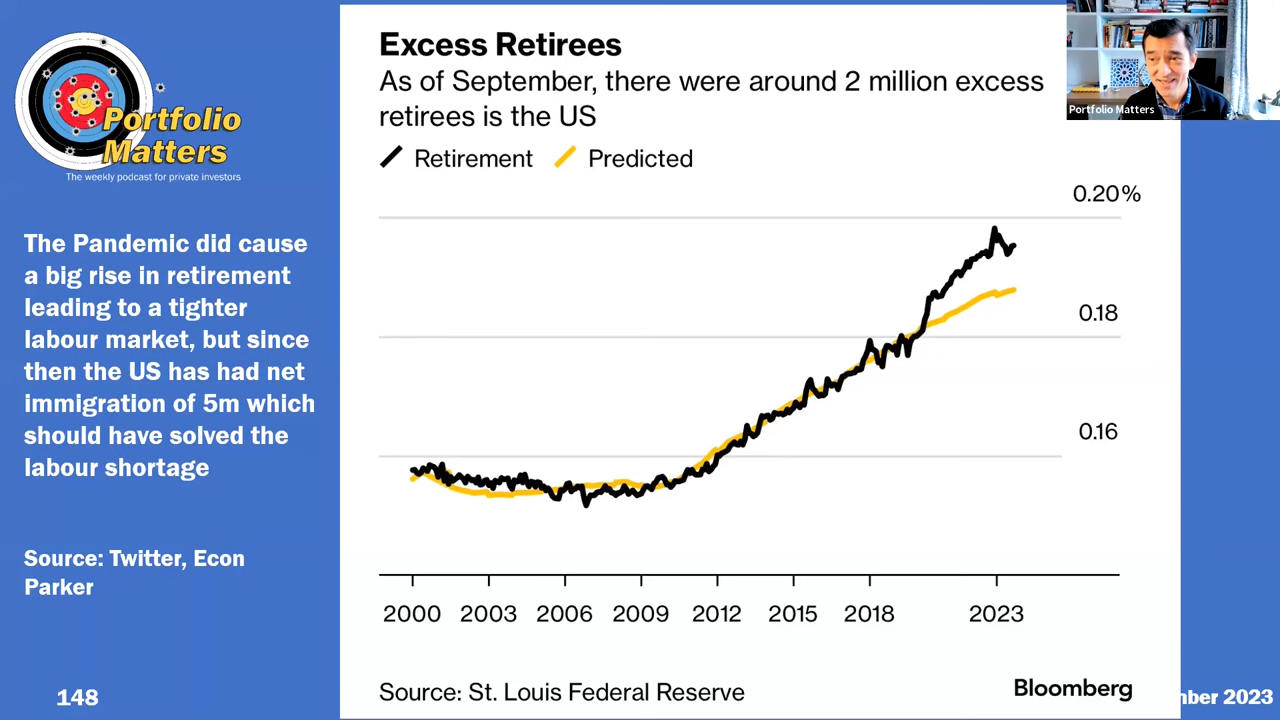 Portfolio
Matters
The weekly podcast for private investors
The Pandemic did cause
a big rise in retirement
leading to a tighter
labour market, but since
then the US has had net
immigration of 5m which
should have solved the
labour shortage
Source: Twitter, Econ
Parker
148
Excess Retirees
As of September, there were around 2 million excess
retirees is the US
Retirement Predicted
0.20%
0.18
0.16
2000 2003 2006 2009 2012 2015 2018 2023
Source: St. Louis Federal Reserve
Bloomberg
Portfolio Matters
2023